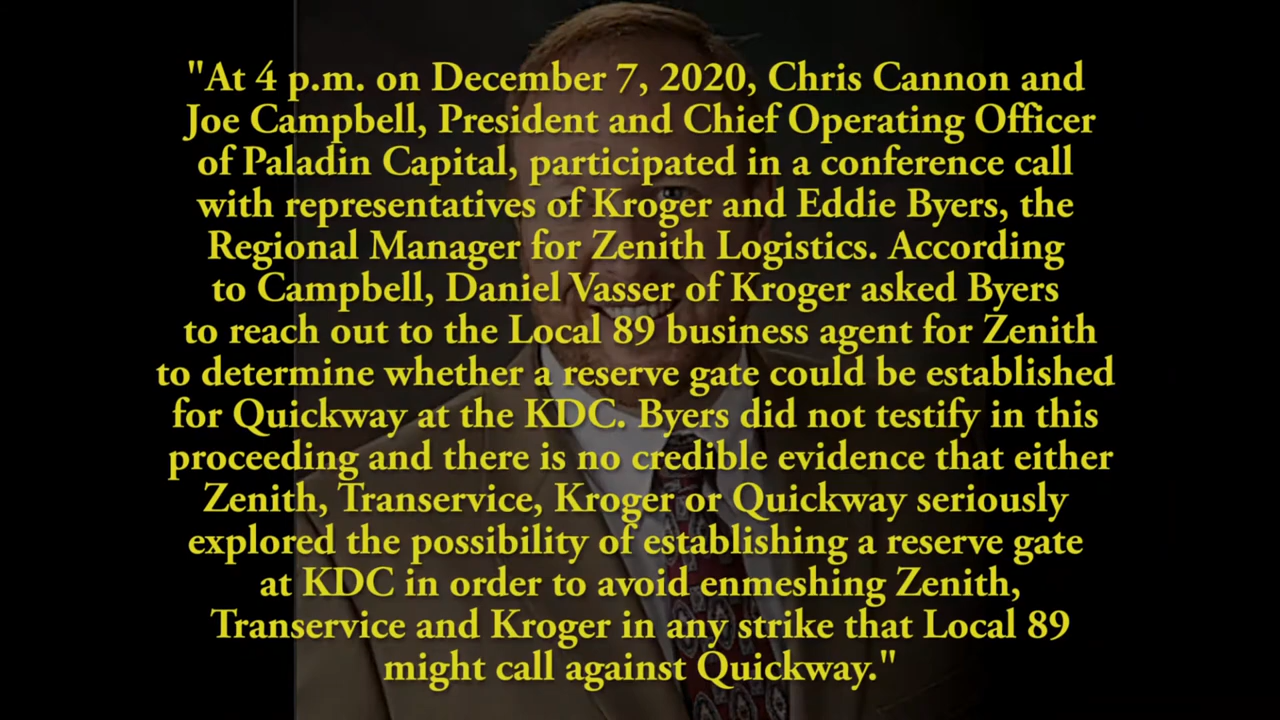 "At 4 p.m. on December 7, 2020, Chris Cannon and
Joe Campbell, President and Chief Operating Officer
of Paladin Capital, participated in a conference call
with representatives of Kroger and Eddie Byers, the
Regional Manager for Zenith Logistics. According
to Campbell, Daniel Vasser of Kroger asked Byers
to reach out to the Local 89 business agent for Zenith
to determine whether a reserve gate could be established
for Quickway at the KDC. Byers did not testify in this
proceeding and there is no credible evidence that either
Zenith, Transervice, Kroger or Quickway seriously
explored the possibility of establishing a reserve gate
at KDC in order to avoid enmeshing Zenith,
Transervice and Kroger in any strike that Local 89
might call against Quickway."